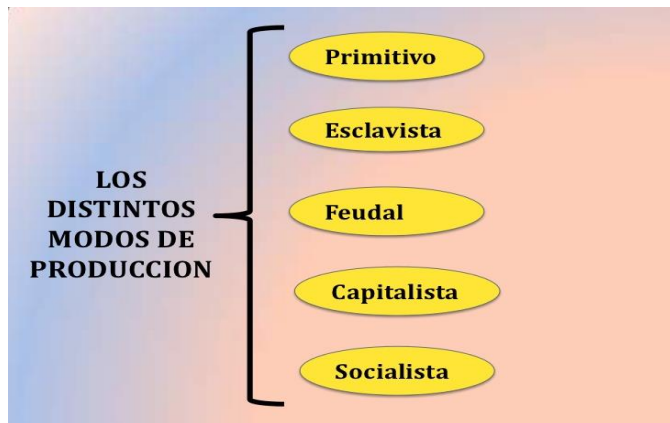 LOS
DISTINTOS
MODOS DE
PRODUCCION
Primitivo
Esclavista
Feudal
Capitalista
Socialista